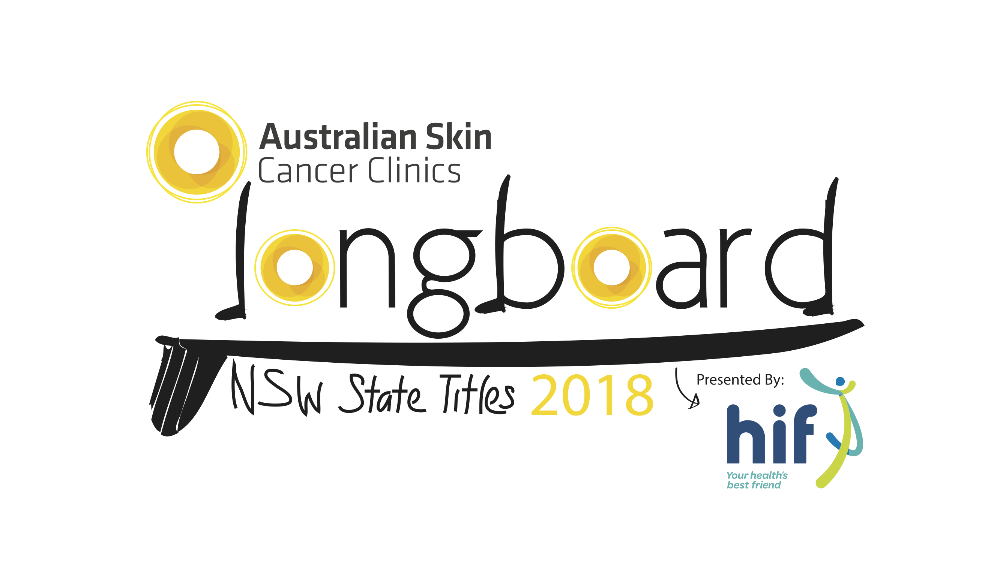 Australian Skin
Cancer Clinics
longboard
NSW State Titles 2018
Presented By:
hif
Your health's
best friend